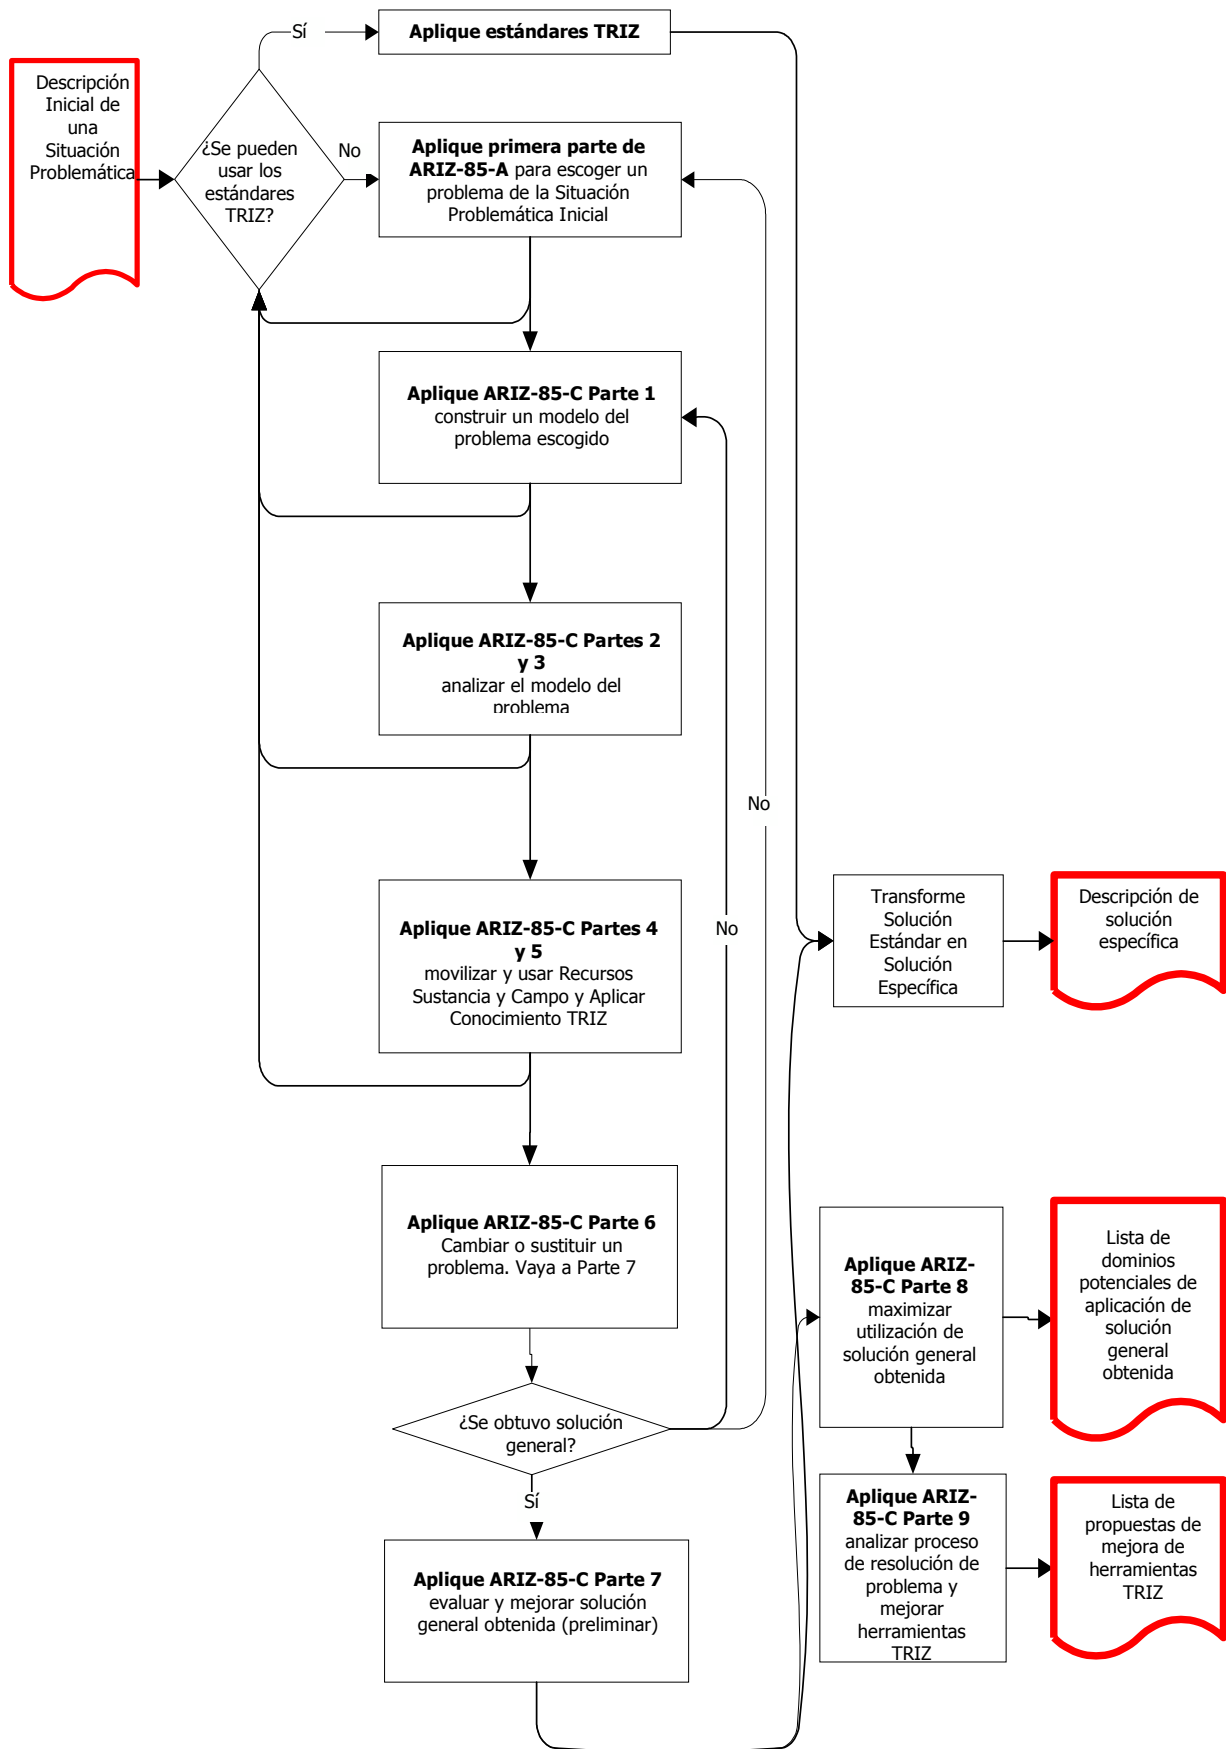 Sí
Aplique estándares TRIZ
Descripción
Inicial de
una
Situación
Problemática
¿Se pueden
usar los
estándares
TRIZ?
No
Aplique primera parte de
ARIZ-85-A para escoger un
problema de la Situación
Problemática Inicial
Aplique ARIZ-85-C Parte 1
construir un modelo del
problema escogido
Aplique ARIZ-85-C Partes 2
y 3
analizar el modelo del
problema
No
Aplique ARIZ-85-C Partes 4
y 5
movilizar y usar Recursos
Sustancia y Campo y Aplicar
Conocimiento TRIZ
No
Transforme
Solución
Estándar en
Solución
Específica
Descripción de
solución
específica
Aplique ARIZ-85-C Parte 6
Cambiar o sustituir un
problema. Vaya a Parte 7
¿Se obtuvo solución
general?
Sí
Aplique ARIZ-85-C Parte 7
evaluar y mejorar solución
general obtenida (preliminar)
Aplique ARIZ-
85-C Parte 8
maximizar
utilización de
solución general
obtenida
Lista de
dominios
potenciales de
aplicación de
solución
general
obtenida
Aplique ARIZ-
85-C Parte 9
analizar proceso
de resolución de
problema y
mejorar
herramientas
TRIZ
Lista de
propuestas de
mejora de
herramientas
TRIZ